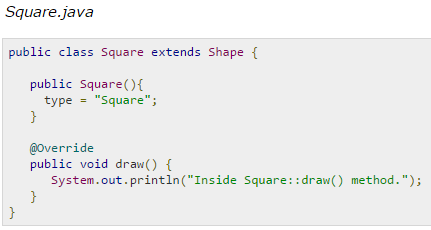 Square.java
public class Square extends Shape {
public Square(){
type = "Square";
}
@Override
public void draw() {
System.out.println("Inside Square::draw() method.");
}
}